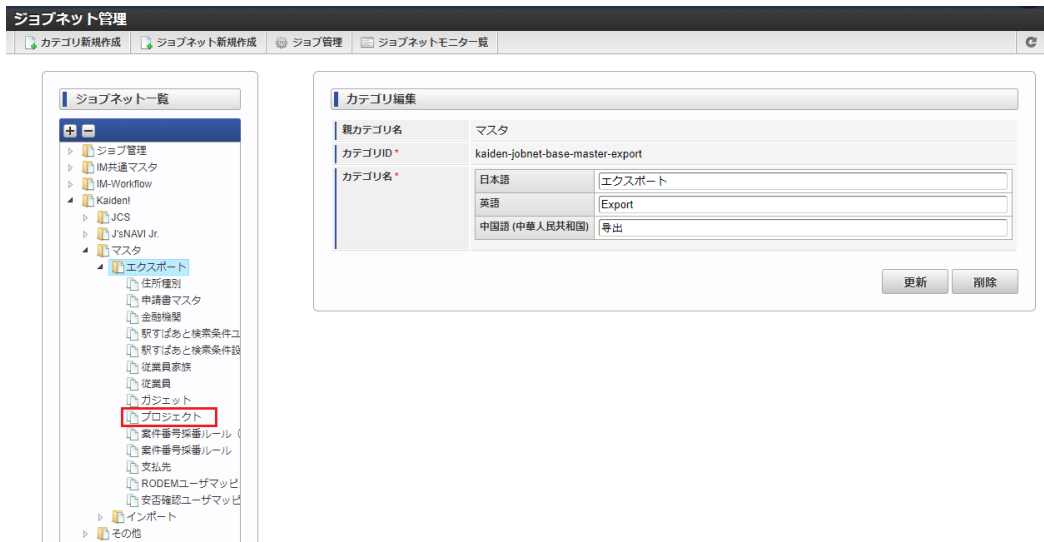 ジョブネット管理
カテゴリ新規作成 ジョブネット新規作成 ジョブ管理 ジョブネットモニター覧
ジョブネット一覧
ジョブ管理
IM共通マスタ
IM-Workflow
Kaiden!
JCS
J'sNAVI Jr.
マスタ
エクスポート
住所種別
申請書マスタ
金融機関
駅すぱあと検索条件ユ
駅すぱあと検索条件設
従業員家族
従業員
ガジェット
プロジェクト
案件番号採番ルール（
案件番号採番ルール
支払先
RODEMユーザマッピ
安否確認ユーザマッピ
インポート
その他
カテゴリ編集
親カテゴリ名 マスタ
カテゴリID * kaiden-jobnet-base-master-export
カテゴリ名 * 日本語 エクスポート
英語 Export
中国語 (中華人民共和国) 导出
更新 削除